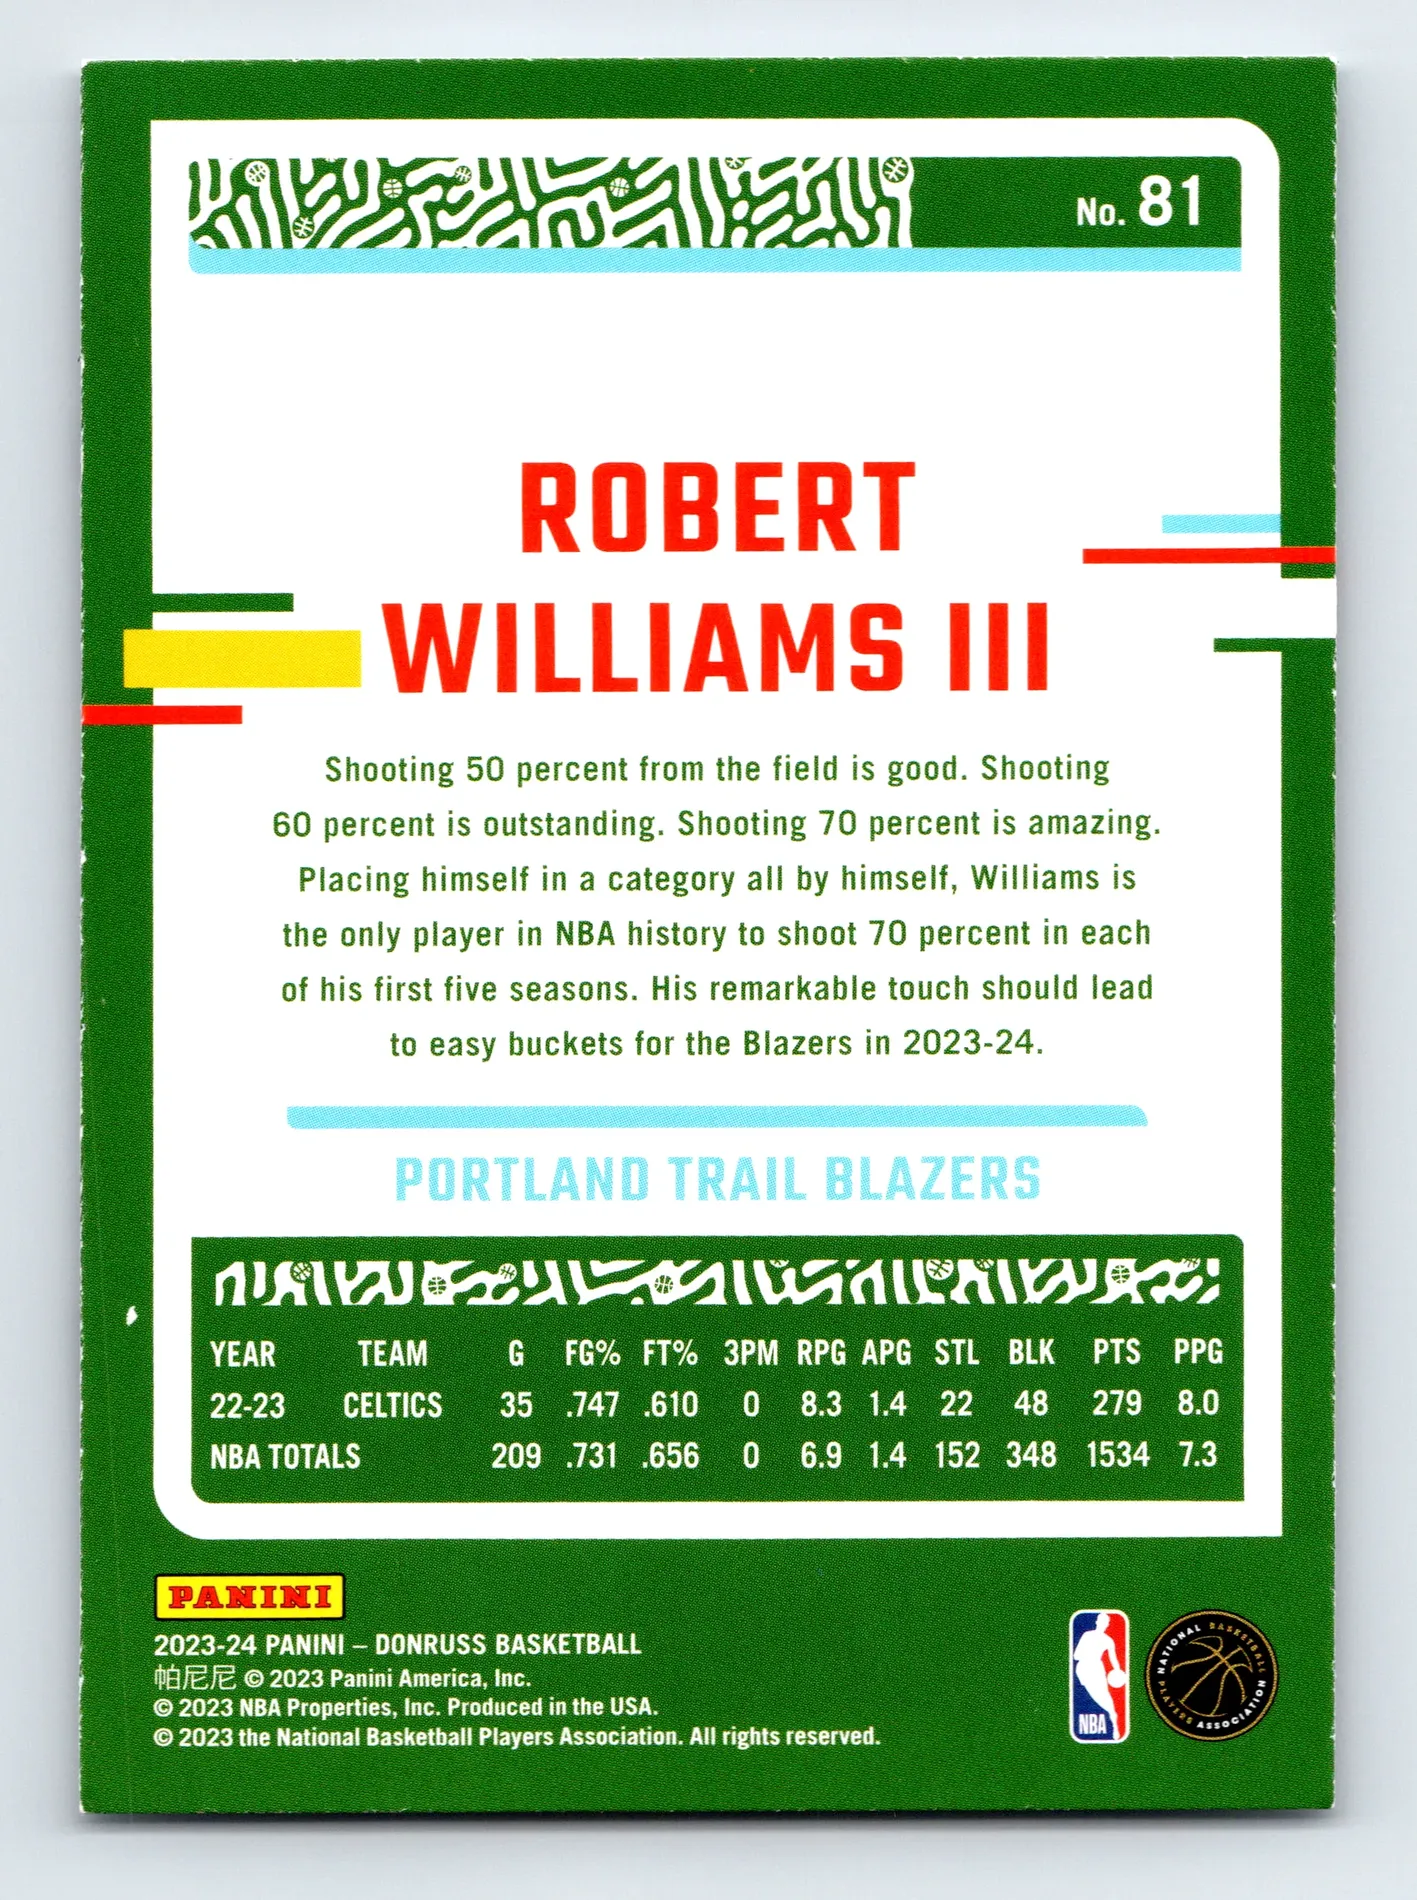 No. 81
ROBERT
WILLIAMS III
Shooting 50 percent from the field is good. Shooting
60 percent is outstanding. Shooting 70 percent is amazing.
Placing himself in a category all by himself, Williams is
the only player in NBA history to shoot 70 percent in each
of his first five seasons. His remarkable touch should lead
to easy buckets for the Blazers in 2023-24.
PORTLAND TRAIL BLAZERS
YEAR TEAM G FG% FT% 3PM RPG APG STL BLK PTS PPG
22-23 CELTICS 35 .747 .610 0 8.3 1.4 22 48 279 8.0
NBA TOTALS 209 .731 .656 0 6.9 1.4 152 348 1534 7.3
PANINI
2023-24 PANINI – DONRUSS BASKETBALL
帕尼尼 © 2023 Panini America, Inc.
© 2023 NBA Properties, Inc. Produced in the USA.
© 2023 the National Basketball Players Association. All rights reserved.
NBA
NATIONAL BASKETBALL PLAYERS ASSOCIATION